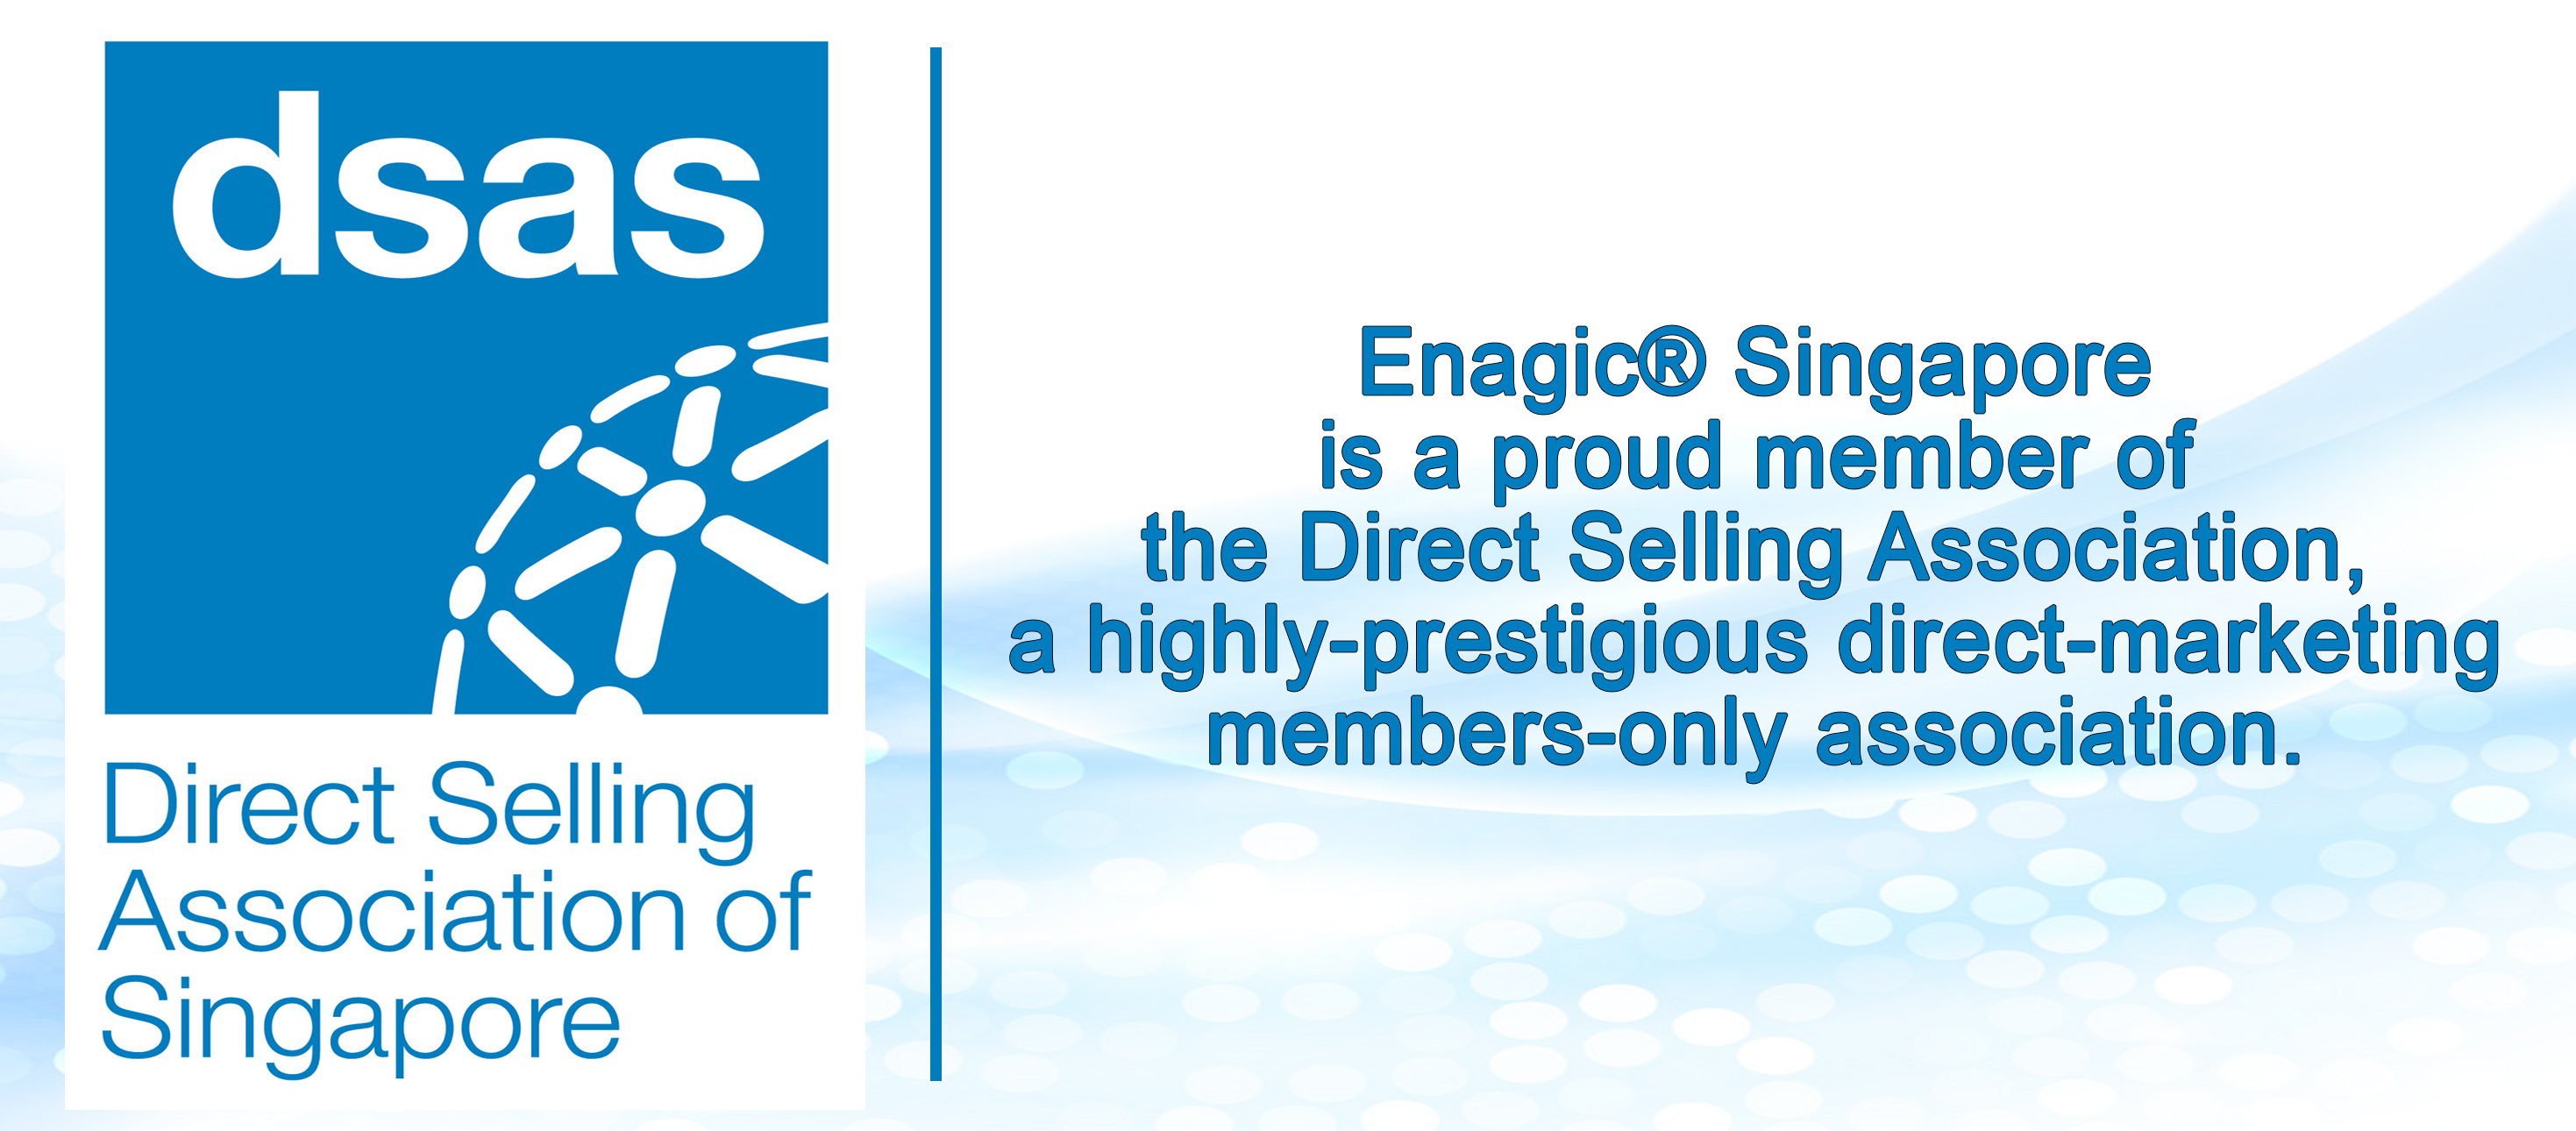 dsas
Direct Selling
Association of
Singapore
Enagic® Singapore
is a proud member of
the Direct Selling Association,
a highly-prestigious direct-marketing
members-only association.